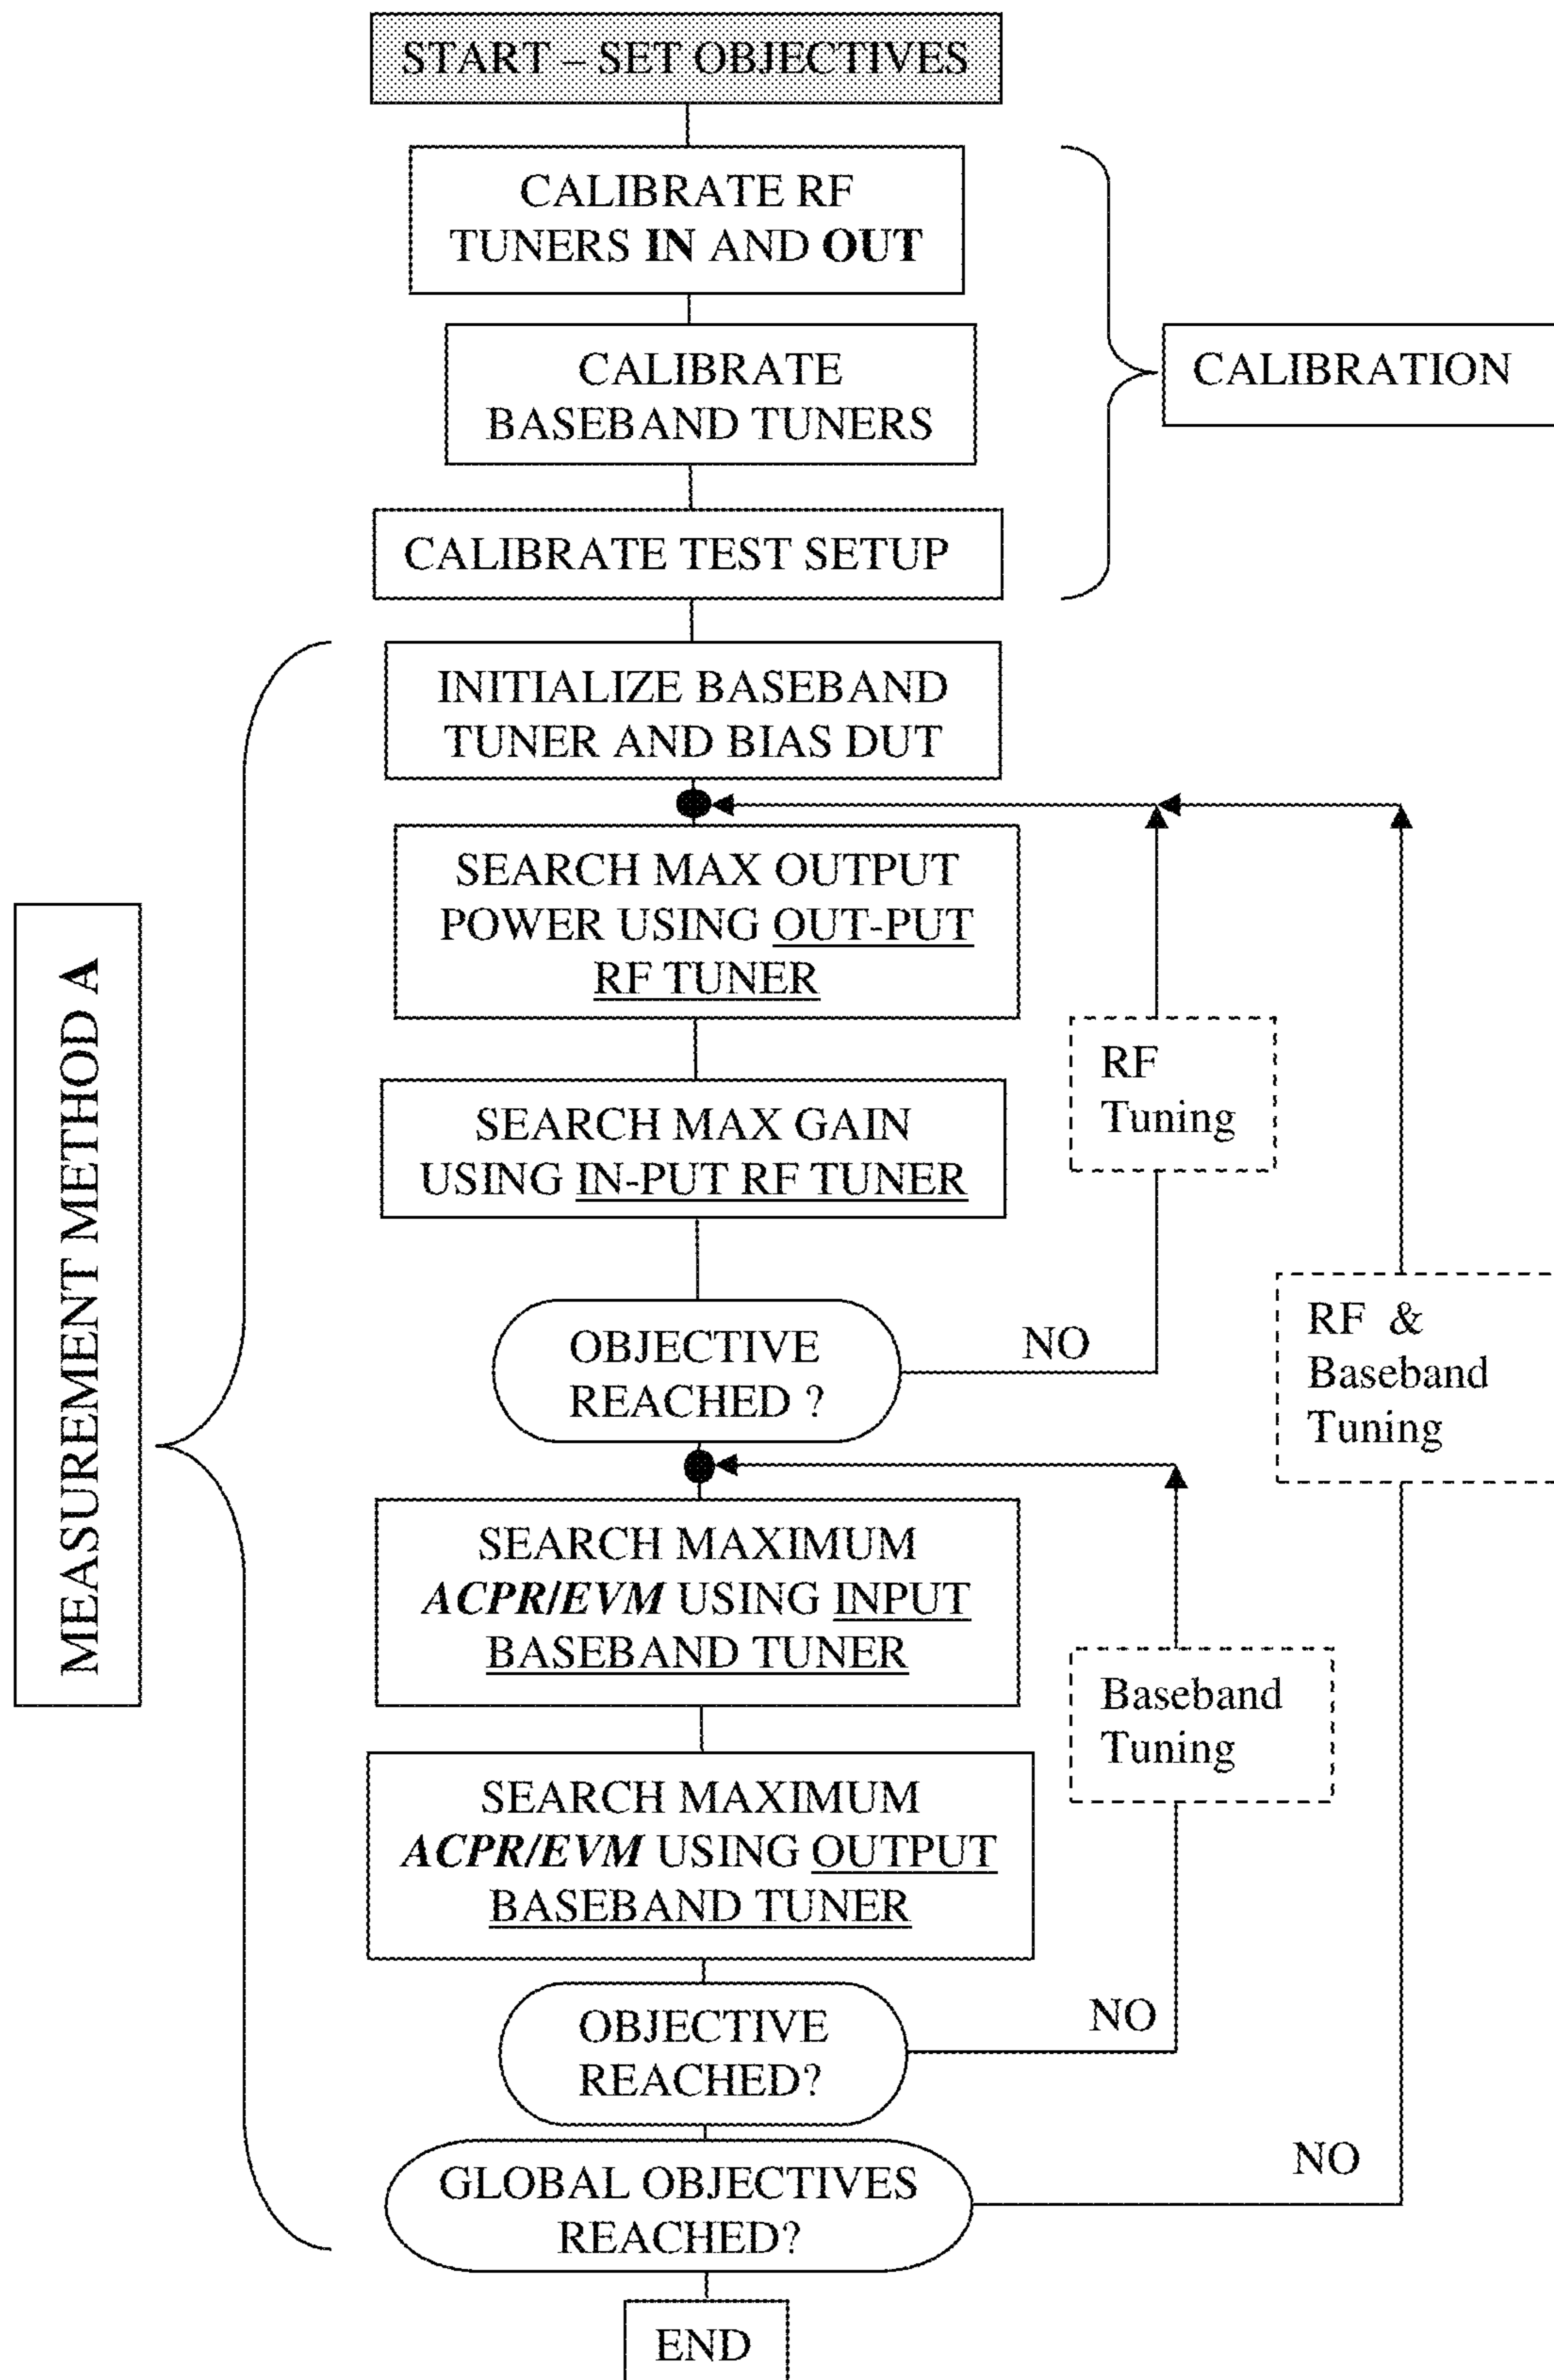 START – SET OBJECTIVES
CALIBRATE RF
TUNERS IN AND OUT
CALIBRATE
BASEBAND TUNERS
CALIBRATION
CALIBRATE TEST SETUP
INITIALIZE BASEBAND
TUNER AND BIAS DUT
SEARCH MAX OUTPUT
POWER USING OUT-PUT
RF TUNER
RF
Tuning
SEARCH MAX GAIN
USING IN-PUT RF TUNER
MEASUREMENT METHOD A
OBJECTIVE
REACHED ?
NO
RF &
Baseband
Tuning
SEARCH MAXIMUM
ACPR/EVM USING INPUT
BASEBAND TUNER
Baseband
Tuning
SEARCH MAXIMUM
ACPR/EVM USING OUTPUT
BASEBAND TUNER
OBJECTIVE
REACHED?
NO
GLOBAL OBJECTIVES
REACHED?
NO
END